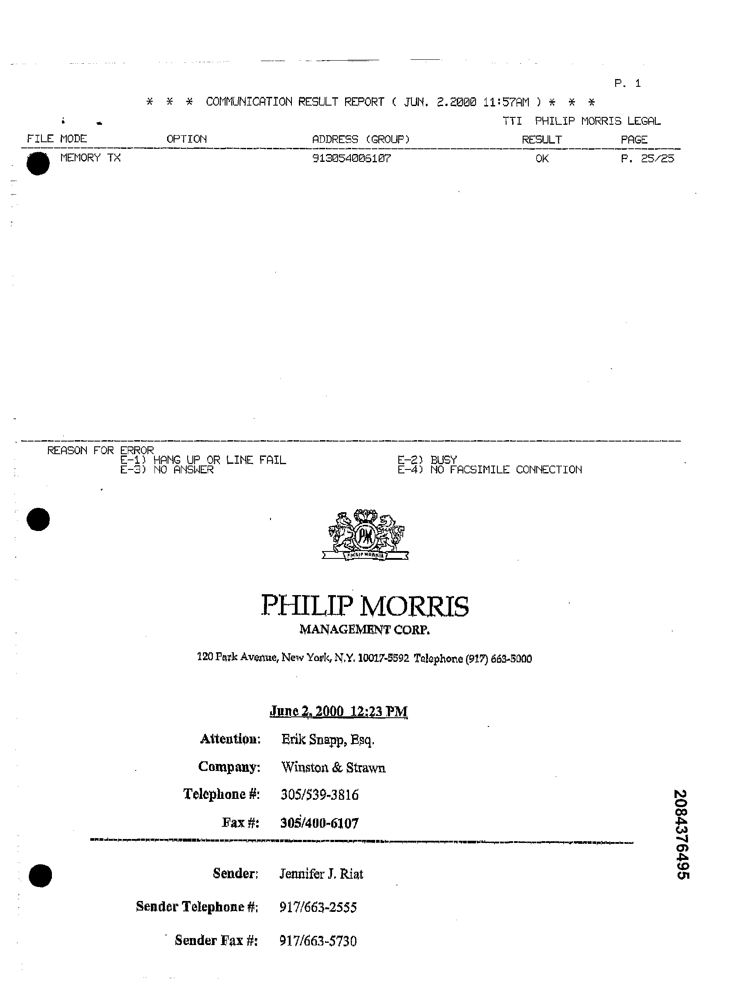 P. 1
* * * COMMUNICATION RESULT REPORT ( JUN. 2.2000 11:57AM ) * * *
TTI PHILIP MORRIS LEGAL
FILE MODE OPTION ADDRESS (GROUP) RESULT PAGE
MEMORY TX 913054006107 OK P. 25/25
REASON FOR ERROR
E-1) HANG UP OR LINE FAIL E-2) BUSY
E-3) NO ANSWER E-4) NO FACSIMILE CONNECTION
PM
PHILIP MORRIS
PHILIP MORRIS
MANAGEMENT CORP.
120 Park Avenue, New York, N.Y. 10017-5592 Telephone (917) 663-5000
June 2, 2000 12:23 PM
Attention: Erik Snapp, Esq.
Company: Winston & Strawn
Telephone #: 305/539-3816
Fax #: 305/400-6107
Sender: Jennifer J. Riat
Sender Telephone #: 917/663-2555
Sender Fax #: 917/663-5730
2084376495